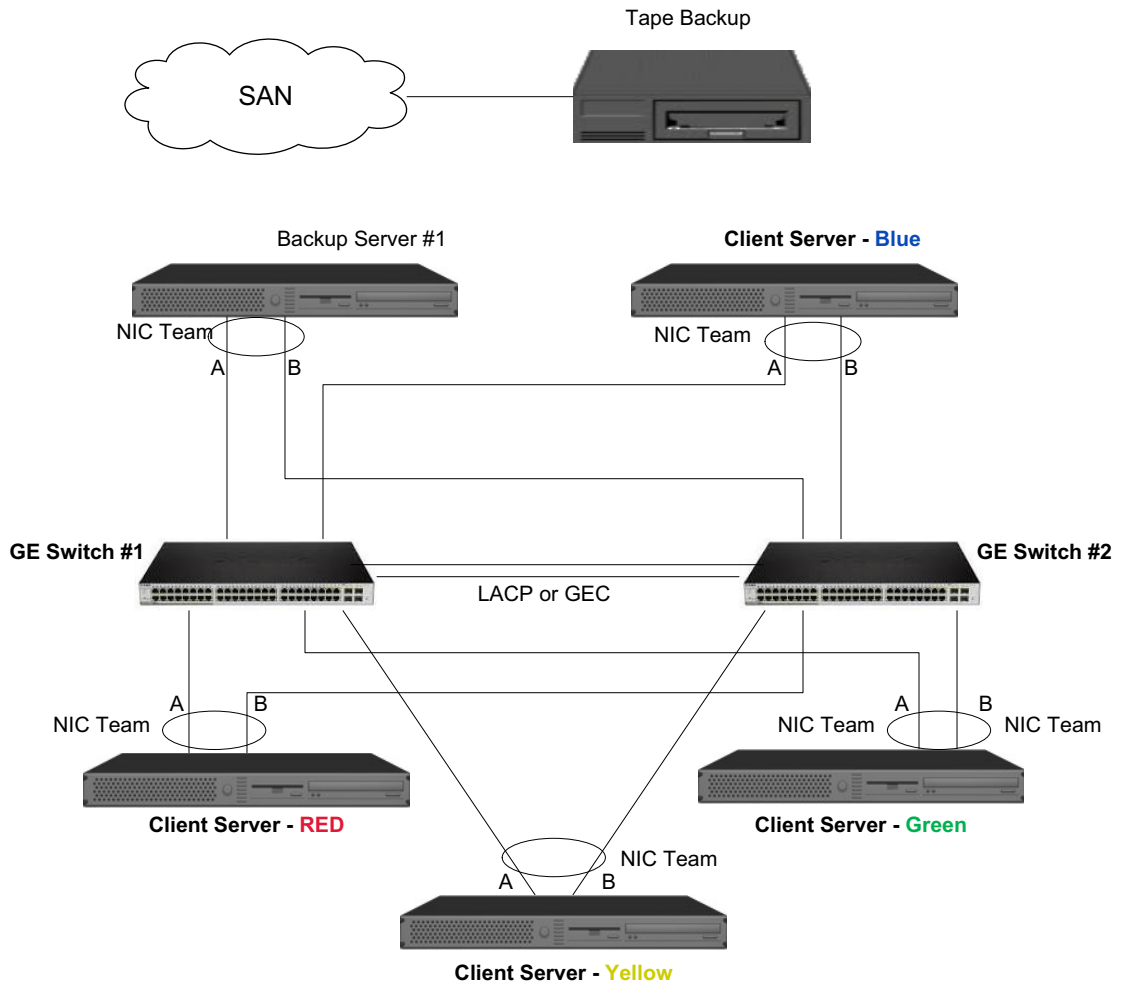 Tape Backup
SAN
Backup Server #1
Client Server - Blue
NIC Team
A
B
NIC Team
A
B
GE Switch #1
GE Switch #2
LACP or GEC
A
B
NIC Team
A
B
NIC Team
NIC Team
Client Server - RED
Client Server - Green
NIC Team
A
B
Client Server - Yellow